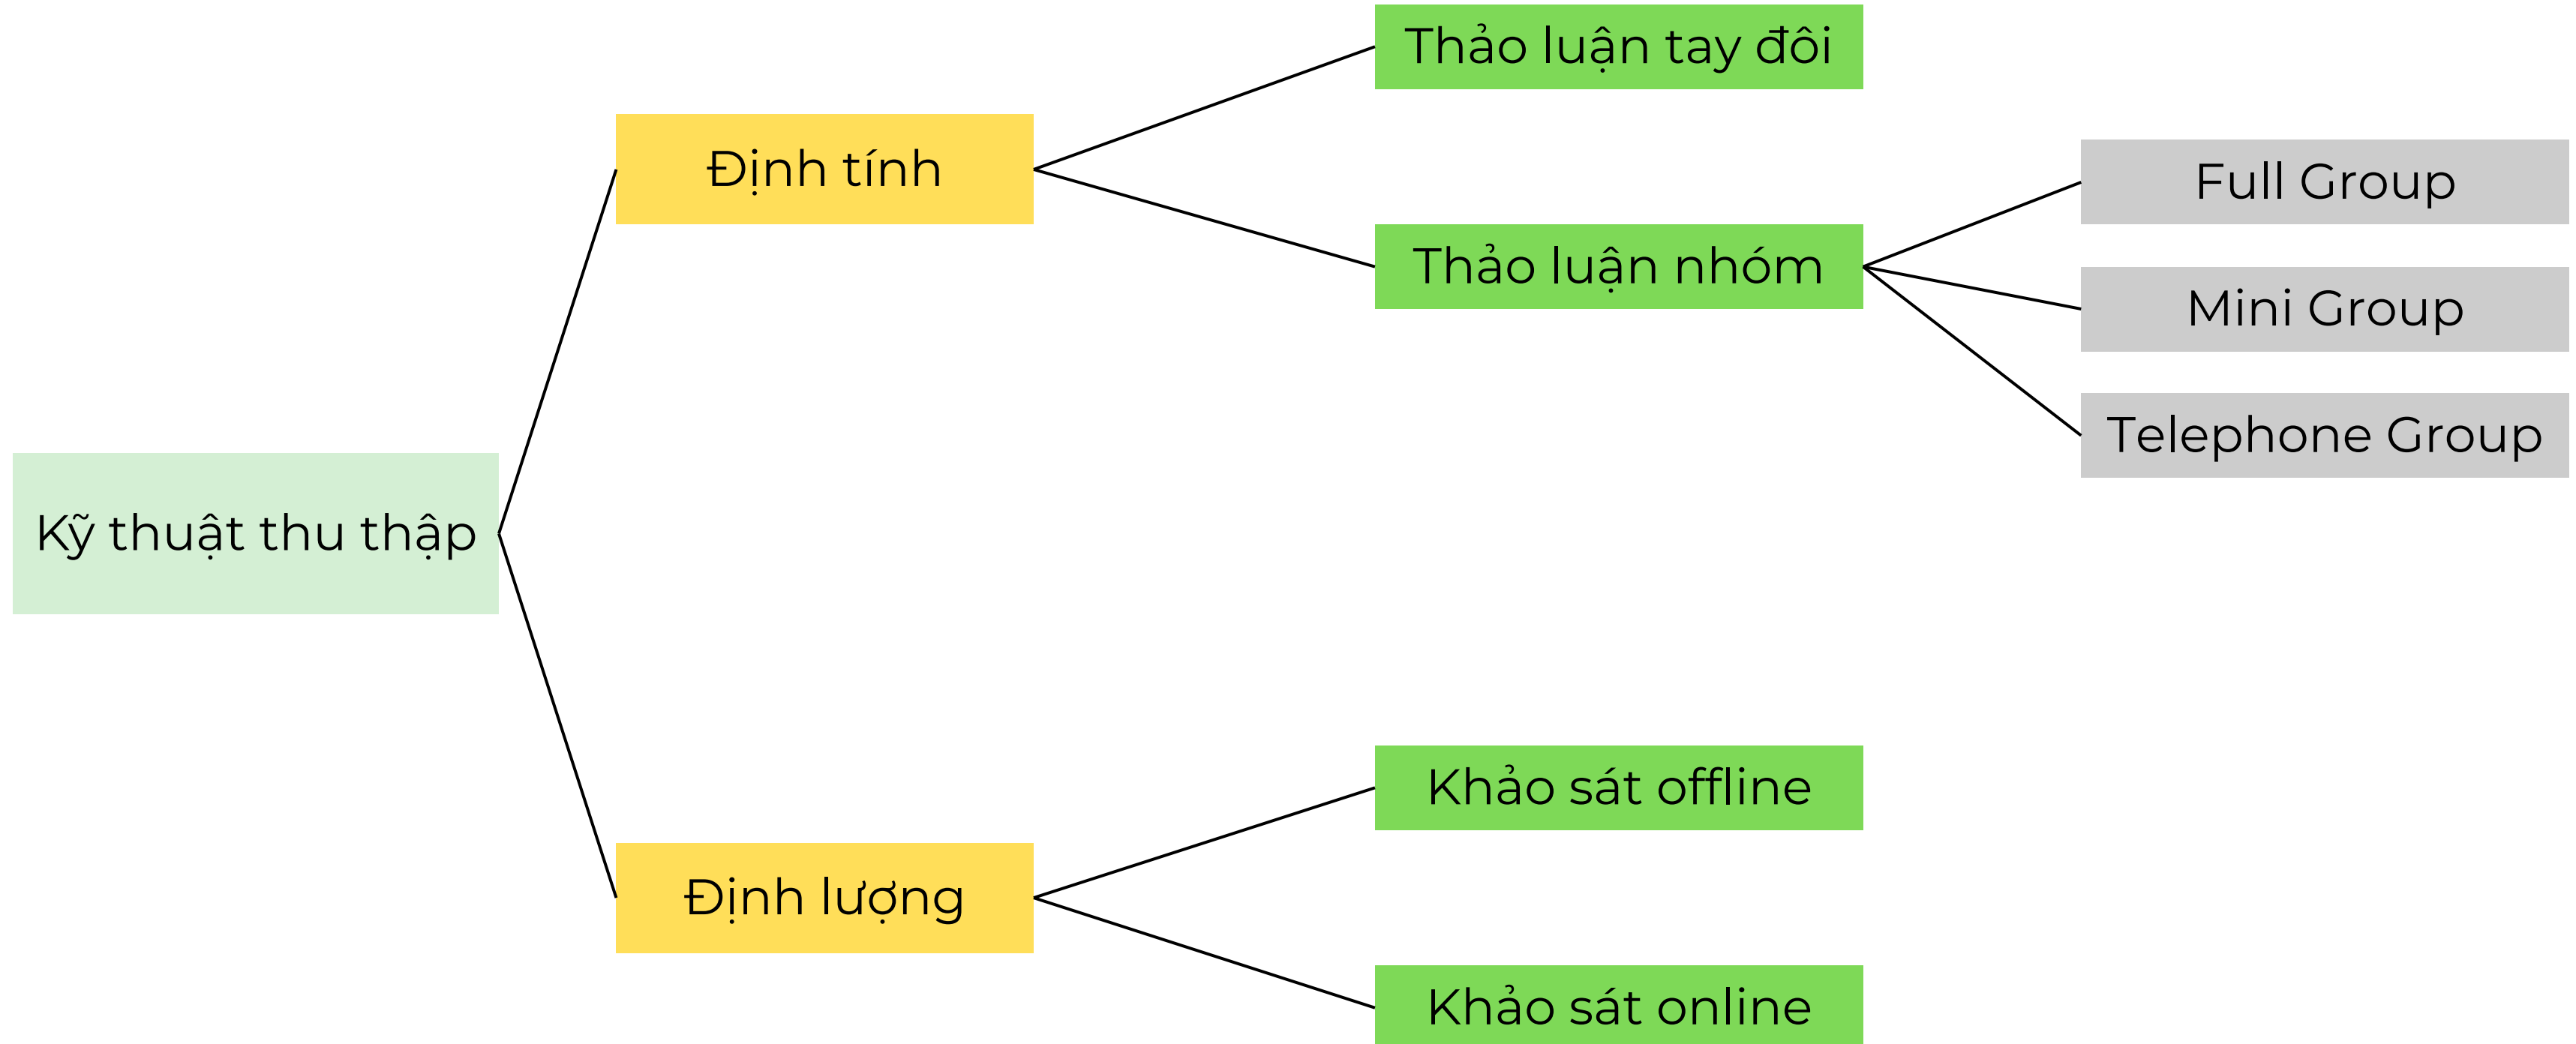 Kỹ thuật thu thập
Định tính
Thảo luận tay đôi
Thảo luận nhóm
Full Group
Mini Group
Telephone Group
Định lượng
Khảo sát offline
Khảo sát online